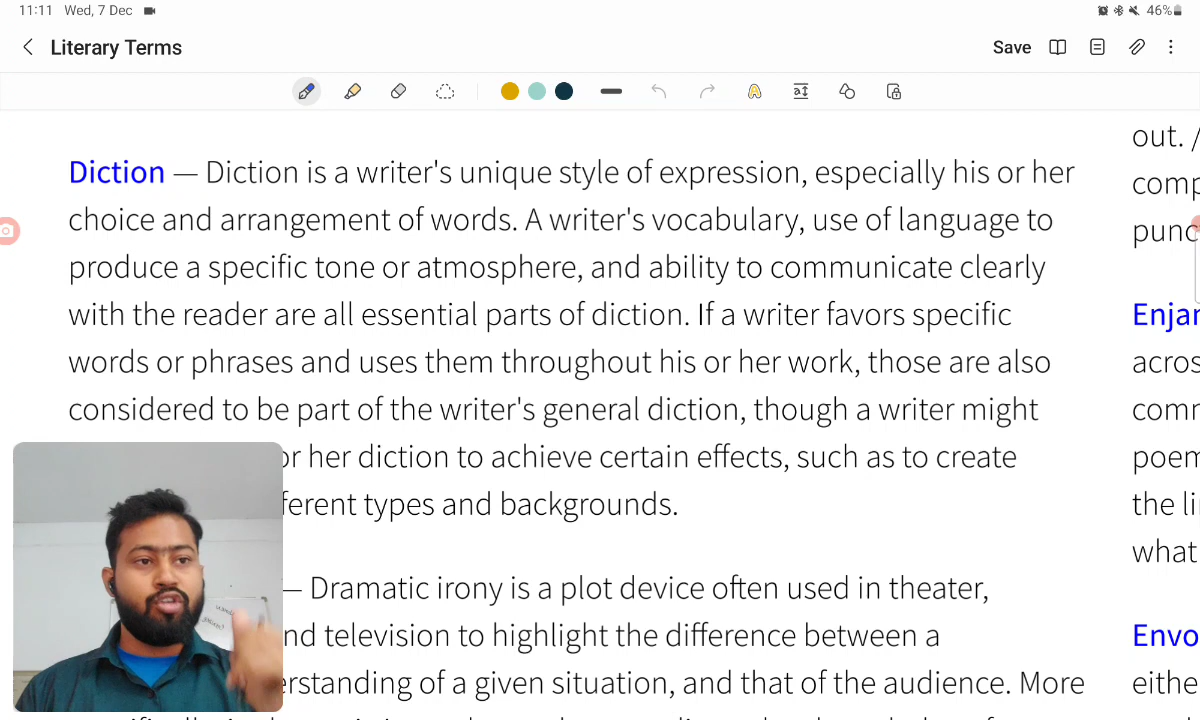 11:11 Wed, 7 Dec 46%
Literary Terms Save
Diction — Diction is a writer's unique style of expression, especially his or her
choice and arrangement of words. A writer's vocabulary, use of language to
produce a specific tone or atmosphere, and ability to communicate clearly
with the reader are all essential parts of diction. If a writer favors specific
words or phrases and uses them throughout his or her work, those are also
considered to be part of the writer's general diction, though a writer might
or her diction to achieve certain effects, such as to create
ferent types and backgrounds.
— Dramatic irony is a plot device often used in theater,
nd television to highlight the difference between a
erstanding of a given situation, and that of the audience. More
out. /
comp
punc
Enjar
acros
comm
poem
the li
what
Envo
eithe